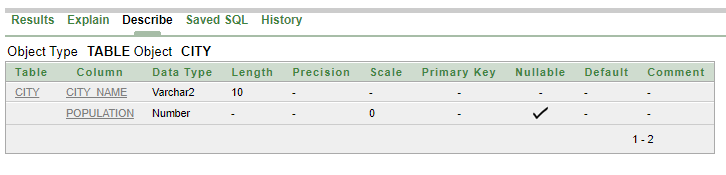 Results Explain Describe Saved SQL History
Object Type TABLE Object CITY
Table Column Data Type Length Precision Scale Primary Key Nullable Default Comment
CITY CITY_NAME Varchar2 10 - - - - - -
POPULATION Number - - 0 - ✓ - -
1 - 2